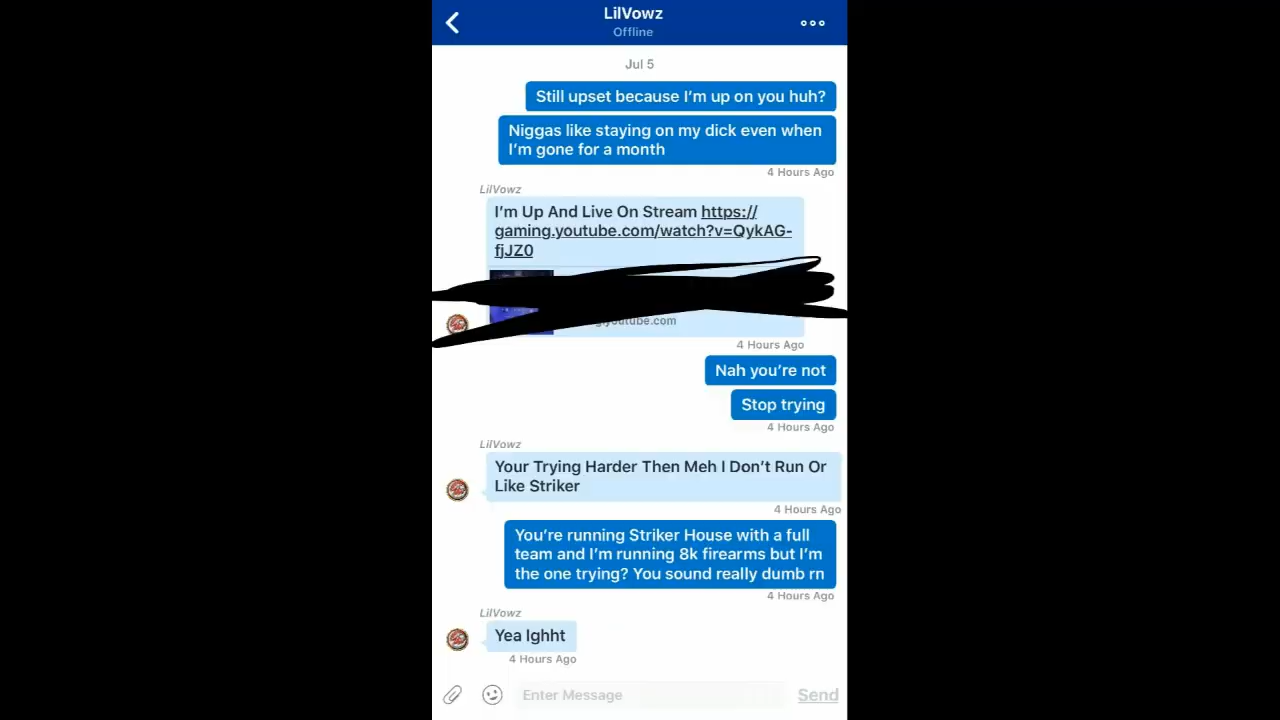 LilVowz
Offline
Jul 5
Still upset because I'm up on you huh?
Niggas like staying on my dick even when
I'm gone for a month
4 Hours Ago
LilVowz
I'm Up And Live On Stream https://
gaming.youtube.com/watch?v=QykAG-
fjJZ0
youtube.com
4 Hours Ago
Nah you're not
Stop trying
4 Hours Ago
LilVowz
Your Trying Harder Then Meh I Don't Run Or
Like Striker
4 Hours Ago
You're running Striker House with a full
team and I'm running 8k firearms but I'm
the one trying? You sound really dumb rn
4 Hours Ago
LilVowz
Yea Ighht
4 Hours Ago
Enter Message
Send